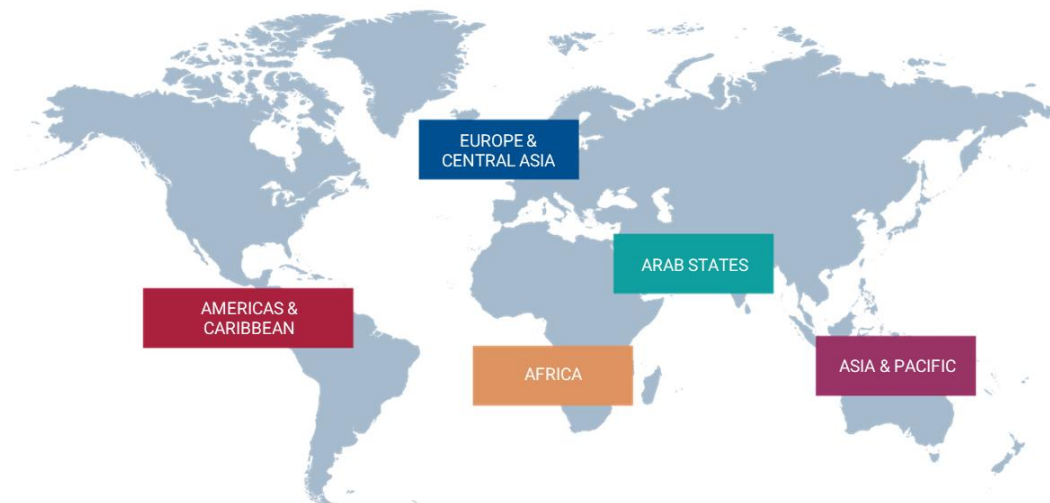 EUROPE &
CENTRAL ASIA
ARAB STATES
AMERICAS &
CARIBBEAN
AFRICA
ASIA & PACIFIC